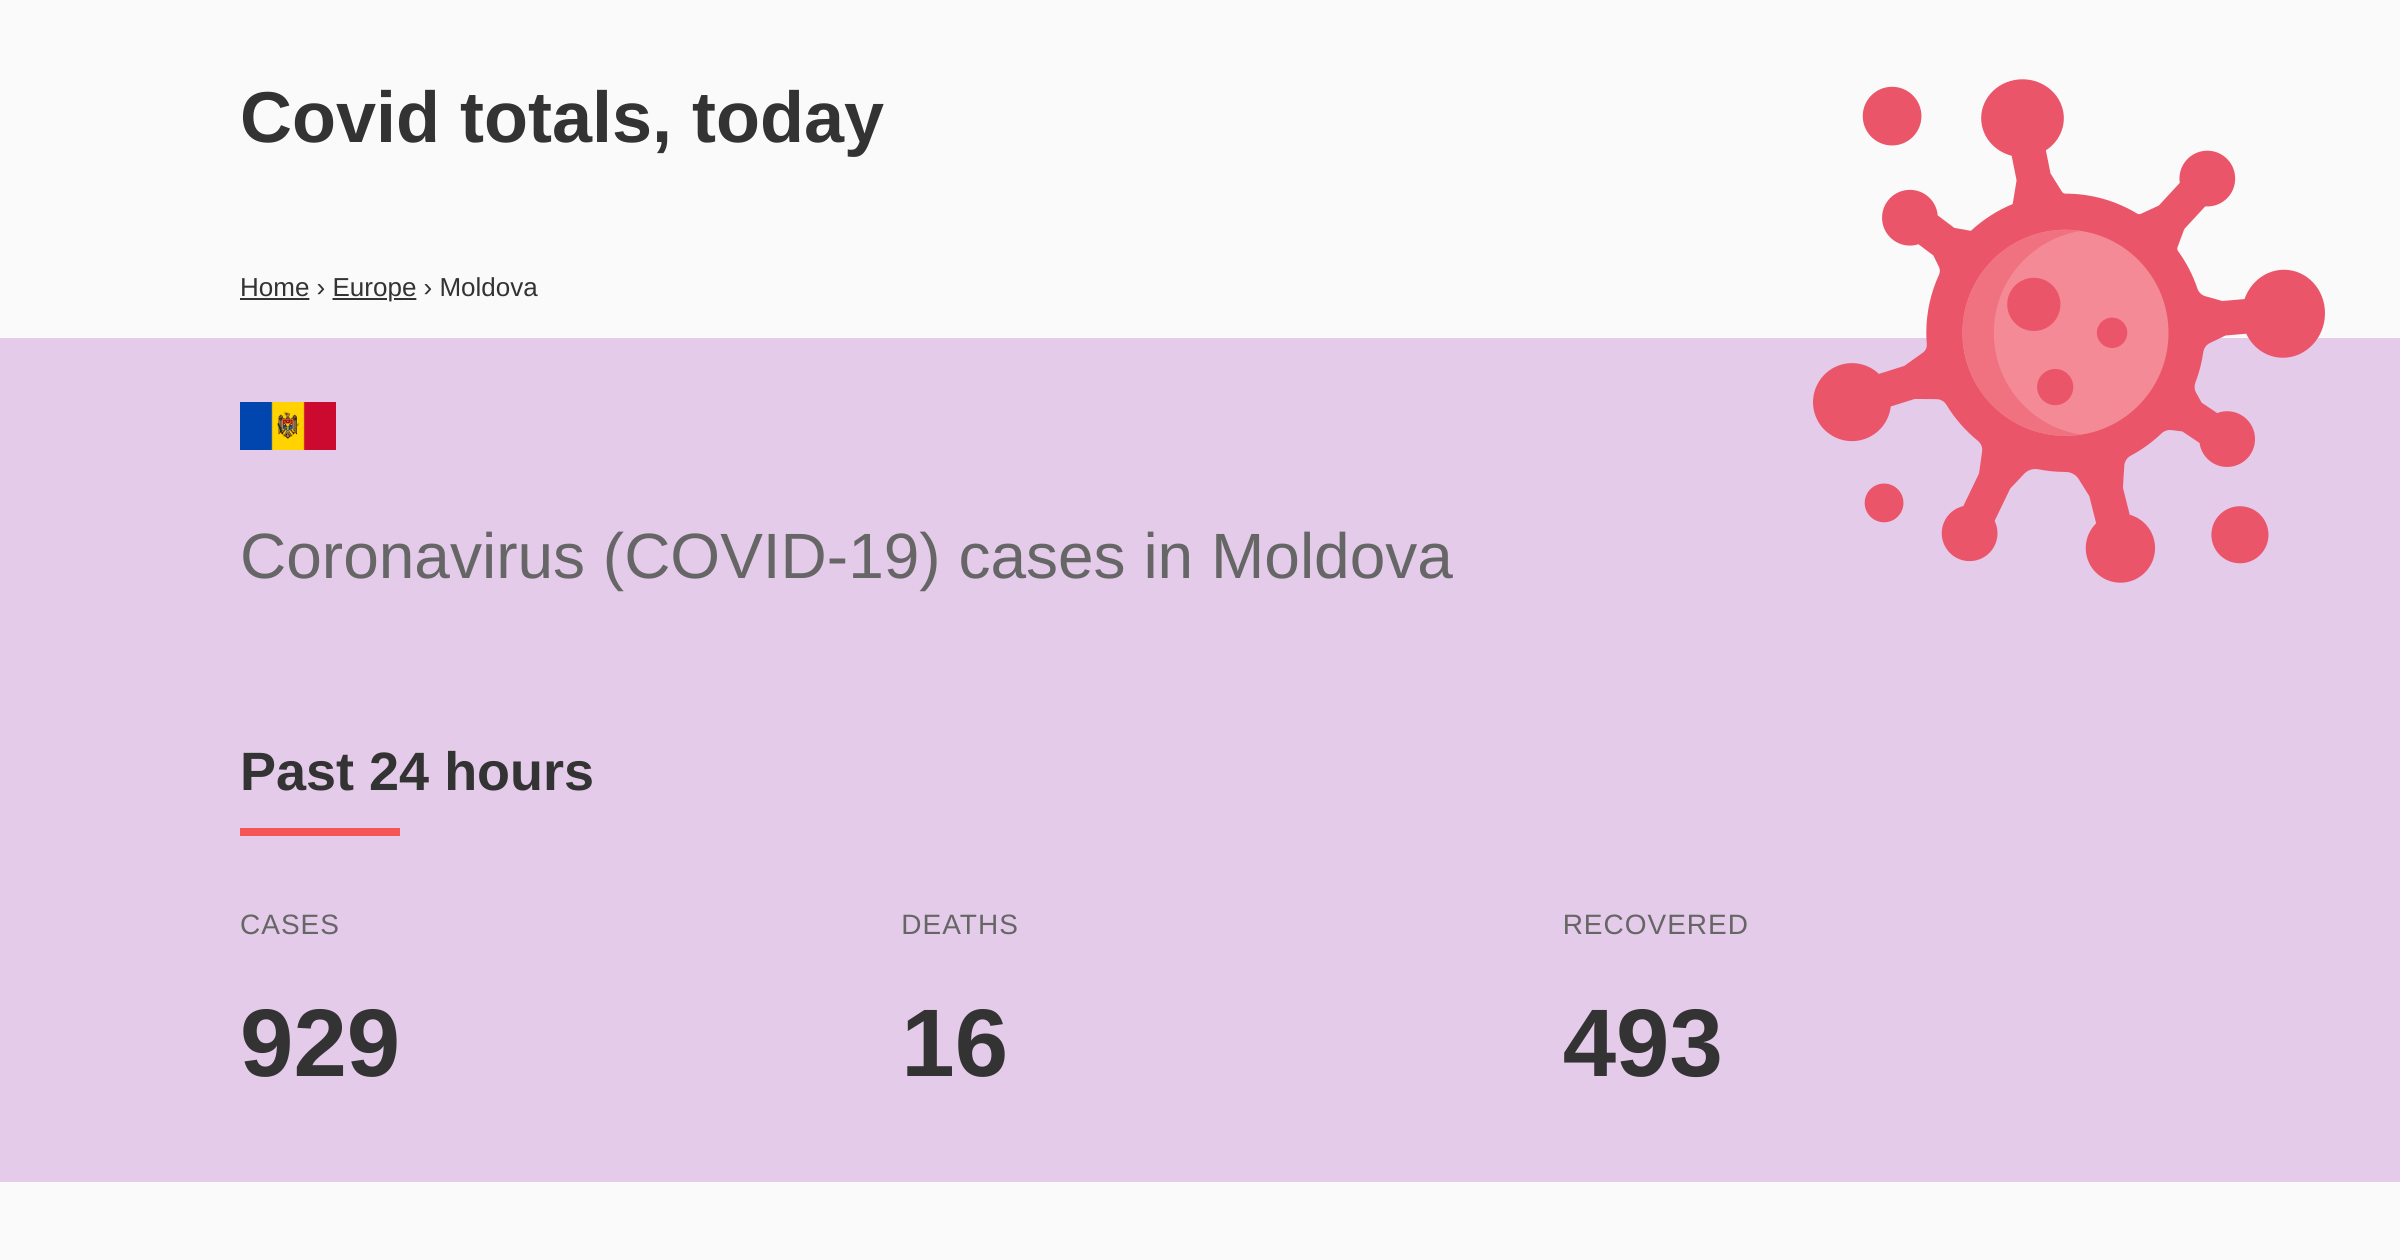 Covid totals, today
Home › Europe › Moldova
Coronavirus (COVID-19) cases in Moldova
Past 24 hours
CASES DEATHS RECOVERED
929 16 493